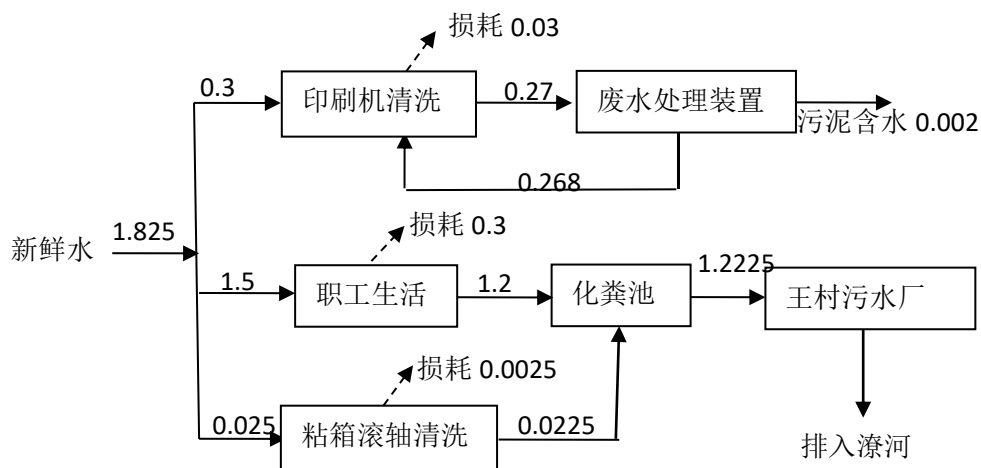 损耗 0.03
0.3
印刷机清洗
0.27
废水处理装置
污泥含水 0.002
0.268
新鲜水
1.825
损耗 0.3
1.5
职工生活
1.2
化粪池
1.2225
王村污水厂
损耗 0.0025
0.025
粘箱滚轴清洗
0.0225
排入潦河